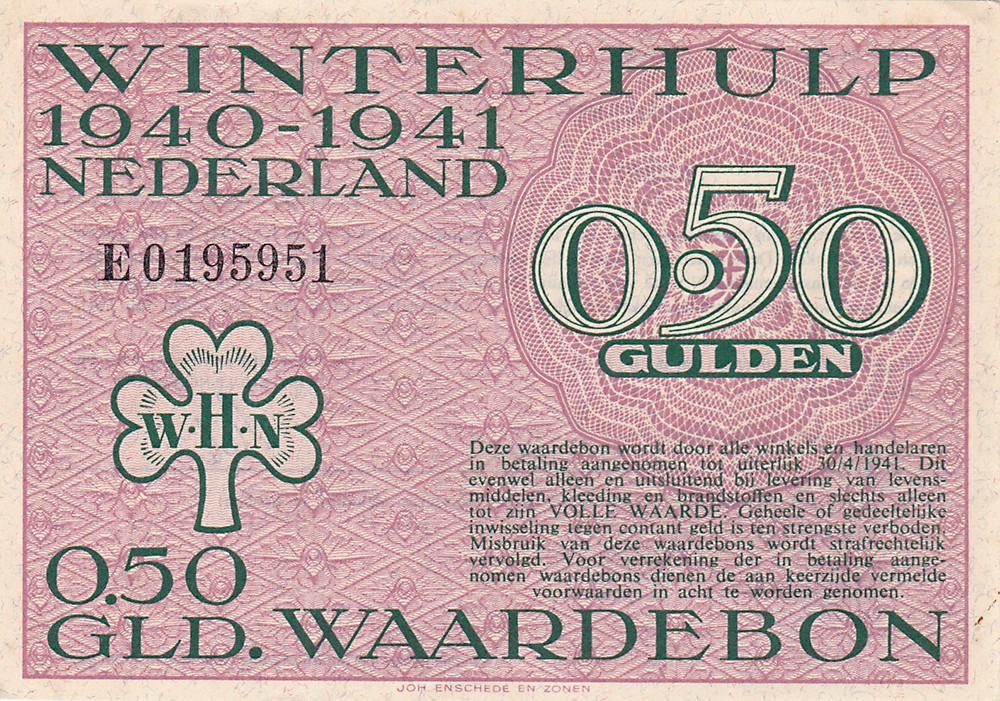 WINTERHULP
1940-1941
NEDERLAND
E0195951
0.50
GULDEN
W·H·N
Deze waardebon wordt door alle winkels en handelaren
in betaling aangenomen tot uiterlijk 30/4/1941. Dit
evenwel alleen en uitsluitend bij levering van levens-
middelen, kleeding en brandstoffen en slechts alleen
tot zijn VOLLE WAARDE. Geheele of gedeeltelijke
inwisseling tegen contant geld is ten strengste verboden.
Misbruik van deze waardebons wordt strafrechtelijk
vervolgd. Voor verrekening der in betaling aange-
nomen waardebons dienen de aan keerzijde vermelde
voorwaarden in acht te worden genomen.
0.50
GLD. WAARDEBON
JOH. ENSCHEDE EN ZONEN